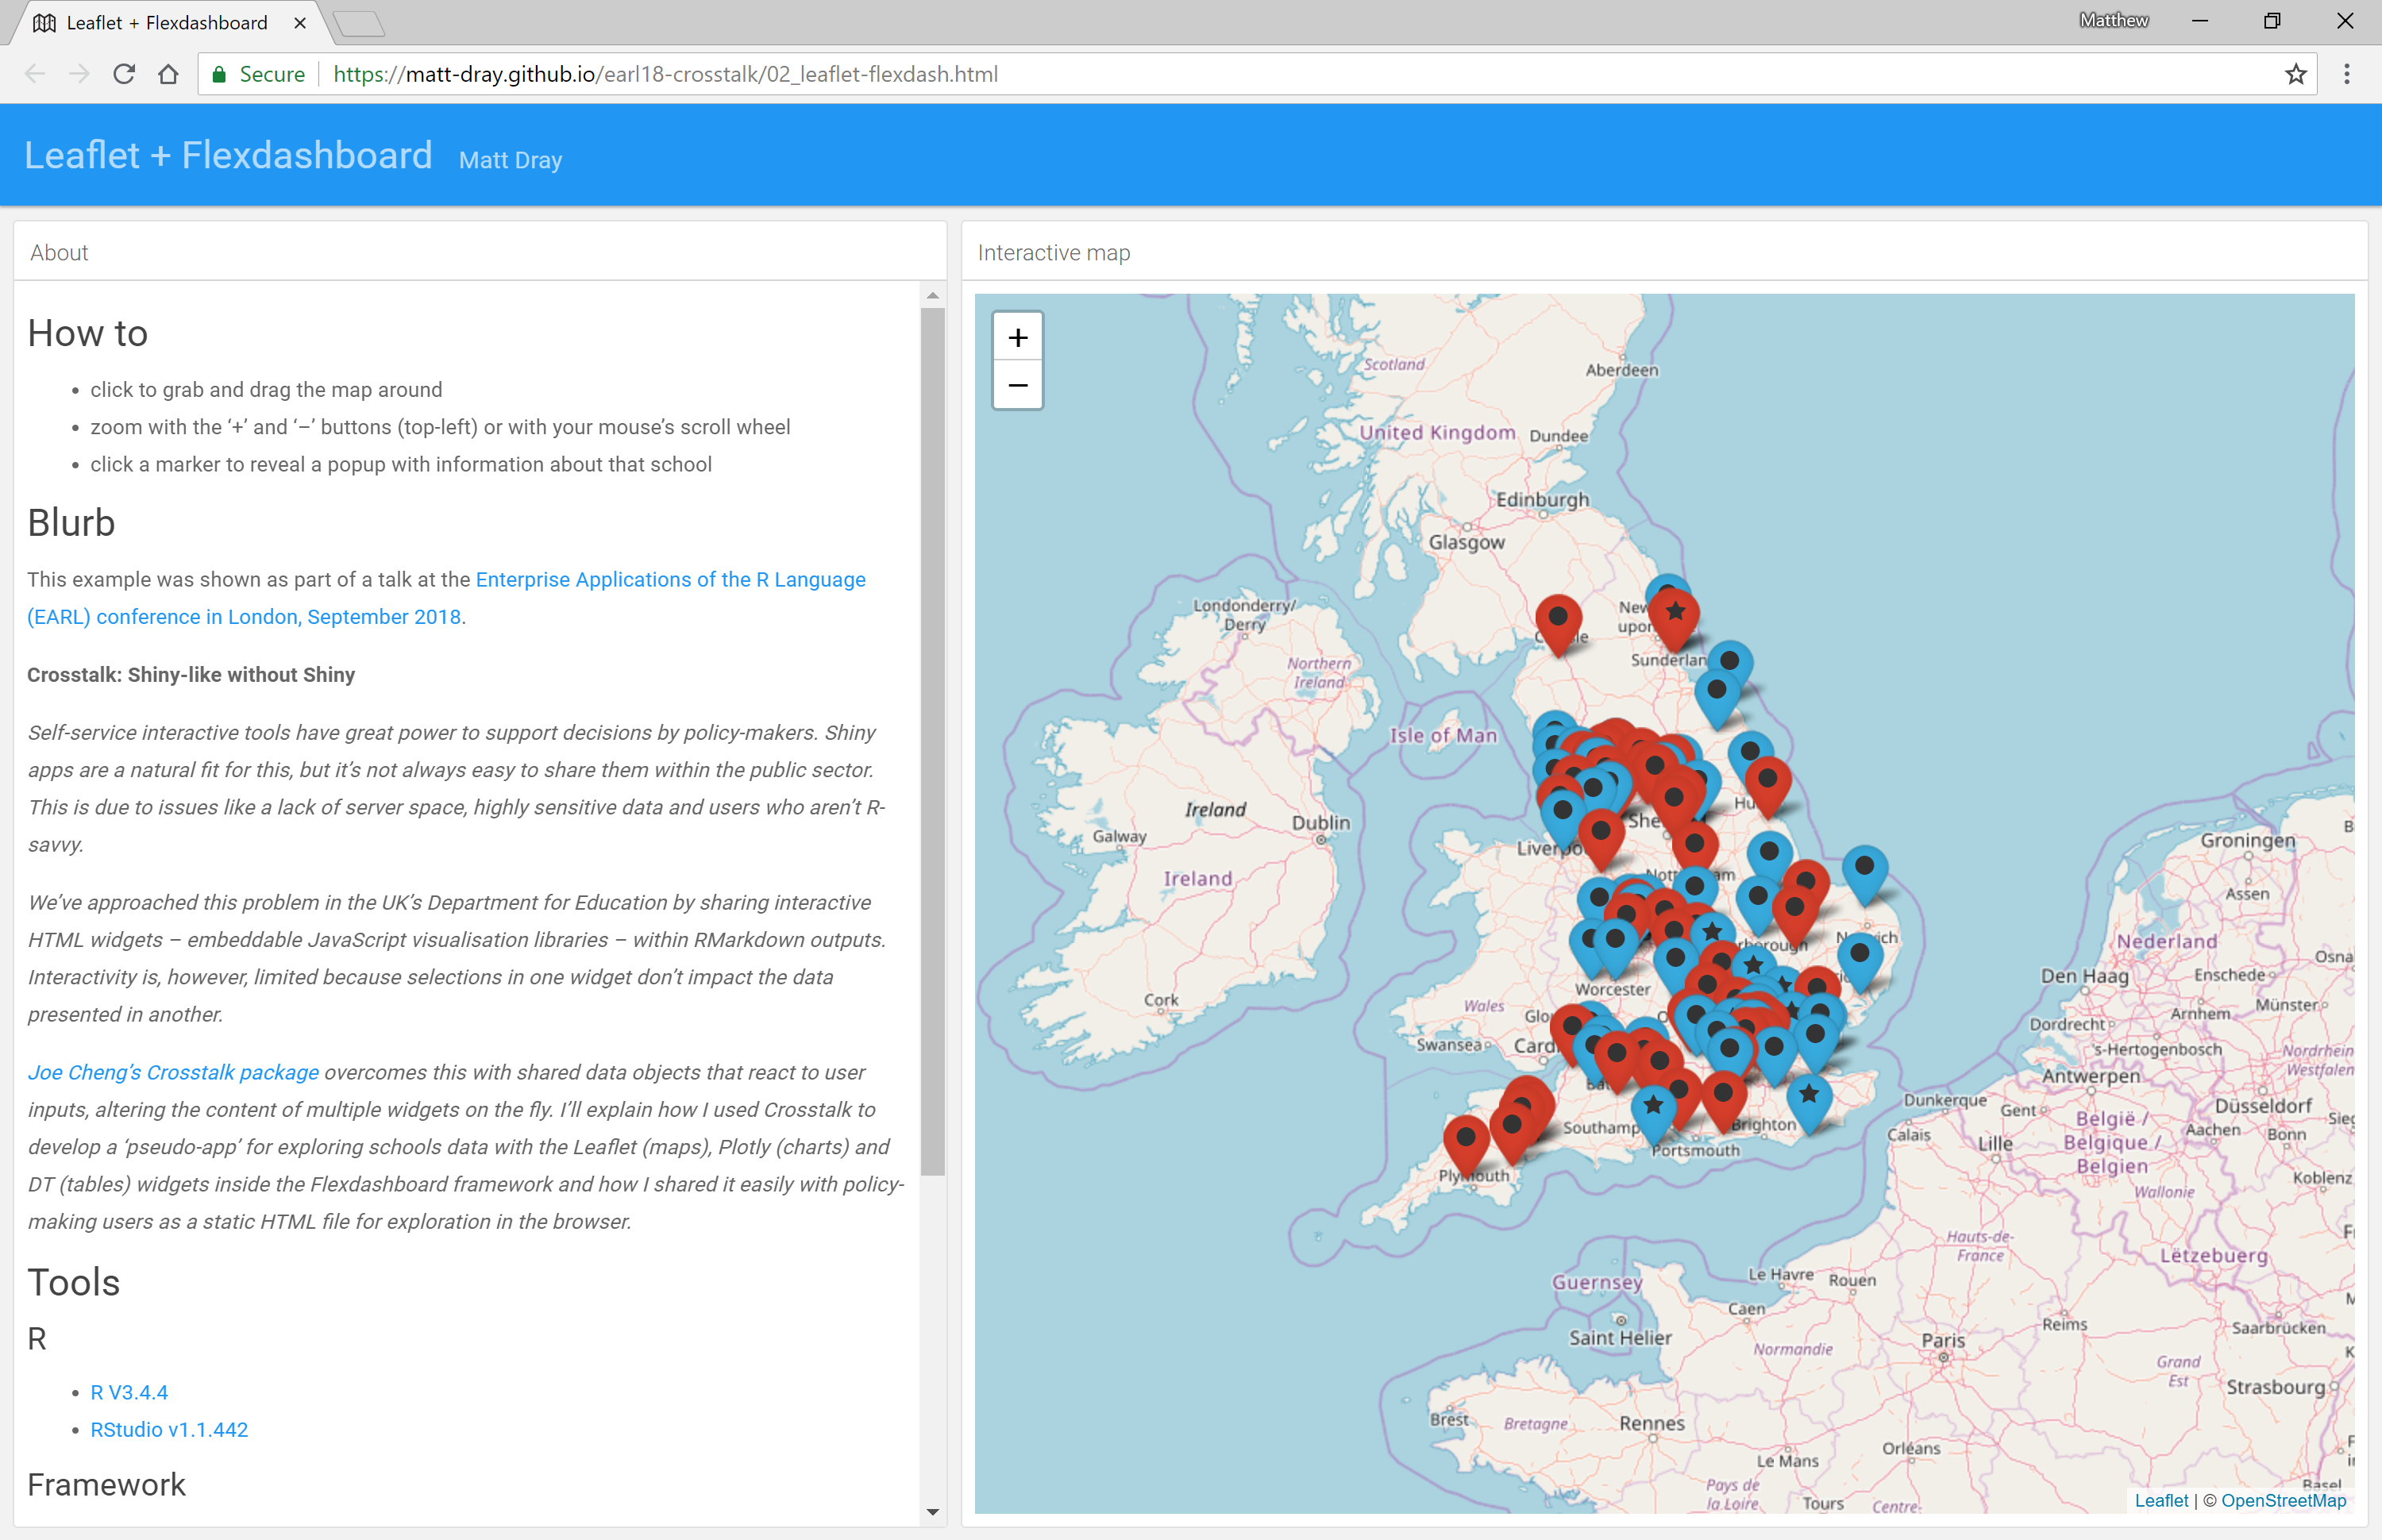 Leaflet + Flexdashboard
Matthew
Secure
https://matt-dray.github.io/earl18-crosstalk/02_leaflet-flexdash.html
Leaflet + Flexdashboard Matt Dray
About
How to
• click to grab and drag the map around
• zoom with the ‘+’ and ‘–’ buttons (top-left) or with your mouse’s scroll wheel
• click a marker to reveal a popup with information about that school
Blurb
This example was shown as part of a talk at the Enterprise Applications of the R Language
(EARL) conference in London, September 2018.
Crosstalk: Shiny-like without Shiny
Self-service interactive tools have great power to support decisions by policy-makers. Shiny
apps are a natural fit for this, but it’s not always easy to share them within the public sector.
This is due to issues like a lack of server space, highly sensitive data and users who aren’t R-
savvy.
We’ve approached this problem in the UK’s Department for Education by sharing interactive
HTML widgets – embeddable JavaScript visualisation libraries – within RMarkdown outputs.
Interactivity is, however, limited because selections in one widget don’t impact the data
presented in another.
Joe Cheng’s Crosstalk package overcomes this with shared data objects that react to user
inputs, altering the content of multiple widgets on the fly. I’ll explain how I used Crosstalk to
develop a ‘pseudo-app’ for exploring schools data with the Leaflet (maps), Plotly (charts) and
DT (tables) widgets inside the Flexdashboard framework and how I shared it easily with policy-
making users as a static HTML file for exploration in the browser.
Tools
R
• R V3.4.4
• RStudio v1.1.442
Framework
Interactive map
+
−
Scotland
Aberdeen
United Kingdom
Dundee
Edinburgh
Glasgow
Londonderry/
Derry
New
upon
Sunderlan
Northern
Ireland
Isle of Man
Ireland
Dublin
Galway
Ireland
Cork
Hu
She
Liverpo
Worcester
Wales
Swansea
Card
Southamp
Brighton
Portsmouth
Plymouth
Groningen
Assen
Nederland
Den Haag
Enschede
Osna
Münster
Dordrecht
Arnhem
's-Hertogenbosch
Nordrhein
Westfalen
Antwerpen
Dunkerque
Gent
Düsseldorf
België /
Belgique /
Belgien
Aachen
Bonn
Sieg
Calais
Lille
Koblenz
Wallonie
Hauts-de-
France
Lëtzebuerg
Guernsey
Le Havre
Rouen
Caen
Saint Helier
Reims
Saarbrücken
Normandie
Paris
Grand
Est
Strasbourg
Brest
Bretagne
Rennes
Orléans
Le Mans
Pays de
la Loire
Tours
Centre-
Basel
Leaflet | © OpenStreetMap